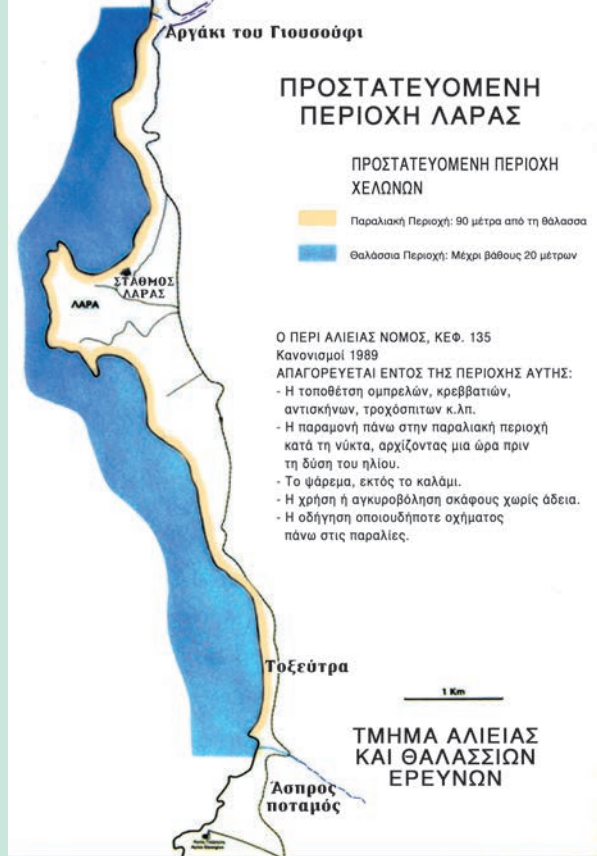 Αργάκι του Γιουσούφι
ΠΡΟΣΤΑΤΕΥΟΜΕΝΗ
ΠΕΡΙΟΧΗ ΛΑΡΑΣ
ΠΡΟΣΤΑΤΕΥΟΜΕΝΗ ΠΕΡΙΟΧΗ
ΧΕΛΩΝΩΝ
Παραλιακή Περιοχή: 90 μέτρα από τη θάλασσα
Θαλάσσια Περιοχή: Μέχρι βάθους 20 μέτρων
ΣΤΑΘΜΟΣ
ΛΑΡΑΣ
ΛΑΡΑ
Ο ΠΕΡΙ ΑΛΙΕΙΑΣ ΝΟΜΟΣ, ΚΕΦ. 135
Κανονισμοί 1989
ΑΠΑΓΟΡΕΥΕΤΑΙ ΕΝΤΟΣ ΤΗΣ ΠΕΡΙΟΧΗΣ ΑΥΤΗΣ:
- Η τοποθέτση ομπρελών, κρεββατιών,
αντισκήνων, τροχόσπιτων κ.λπ.
- Η παραμονή πάνω στην παραλιακή περιοχή
κατά τη νύκτα, αρχίζοντας μια ώρα πριν
τη δύση του ηλίου.
- Το ψάρεμα, εκτός το καλάμι.
- Η χρήση ή αγκυροβόληση σκάφους χωρίς άδεια.
- Η οδήγηση οποιουδήποτε οχήματος
πάνω στις παραλίες.
Τοξεύτρα
1 Km
ΤΜΗΜΑ ΑΛΙΕΙΑΣ
ΚΑΙ ΘΑΛΑΣΣΙΩΝ
ΕΡΕΥΝΩΝ
Άσπρος
ποταμός